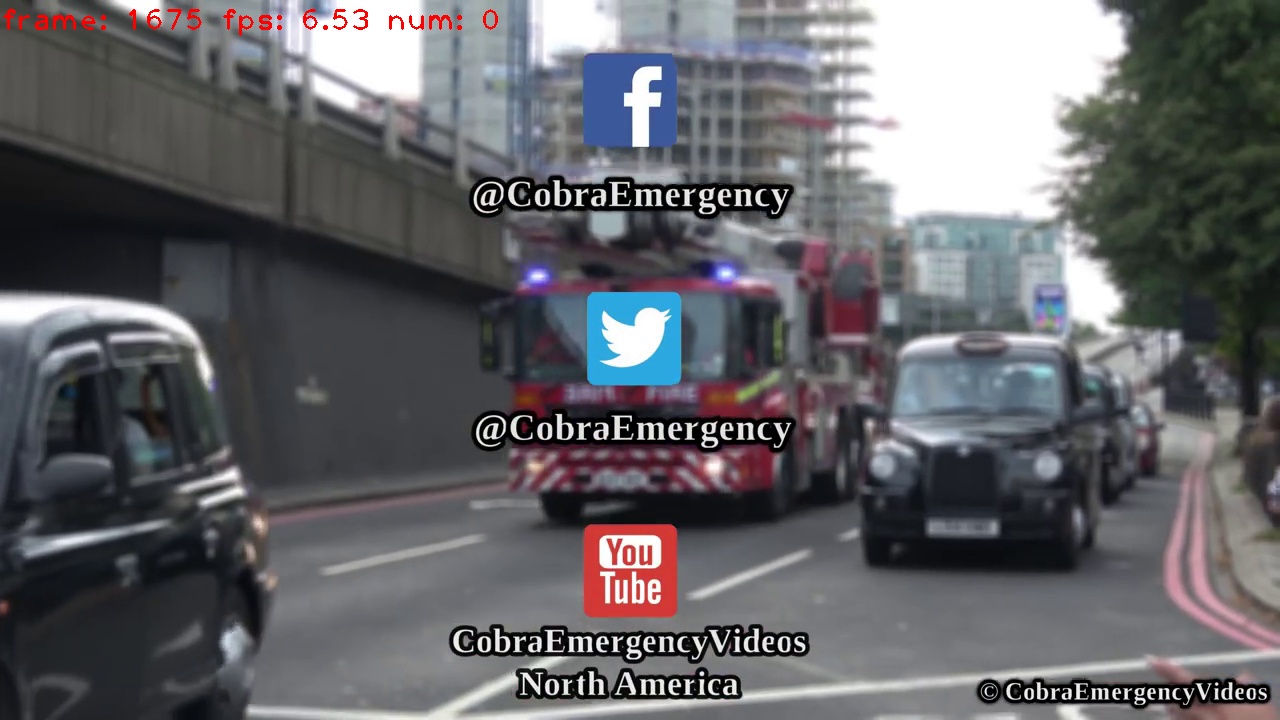 frame: 1675 fps: 6.53 num: 0
f
@CobraEmergency
@CobraEmergency
You
Tube
CobraEmergencyVideos
North America
© CobraEmergencyVideos